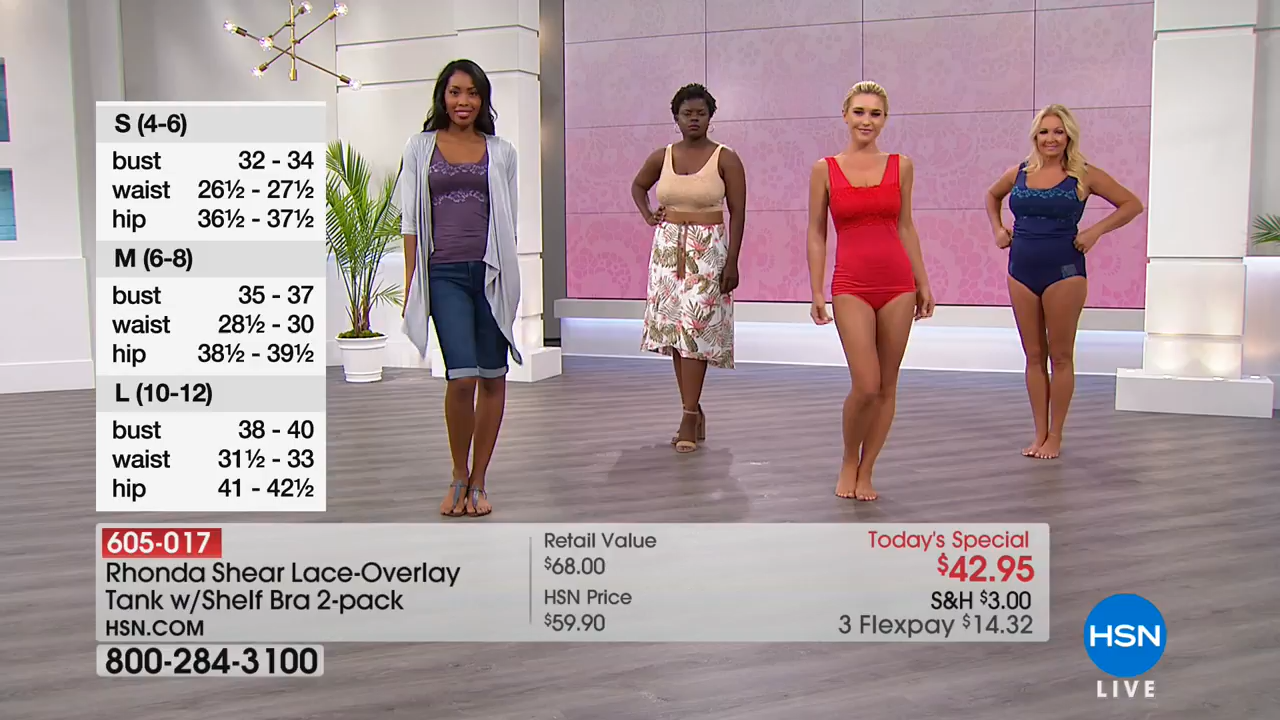 S (4-6)
bust 32 - 34
waist 26½ - 27½
hip 36½ - 37½
M (6-8)
bust 35 - 37
waist 28½ - 30
hip 38½ - 39½
L (10-12)
bust 38 - 40
waist 31½ - 33
hip 41 - 42½
605-017
Rhonda Shear Lace-Overlay
Tank w/Shelf Bra 2-pack
HSN.COM
800-284-3100
Retail Value
$68.00
HSN Price
$59.90
Today's Special
$42.95
S&H $3.00
3 Flexpay $14.32
HSN
LIVE